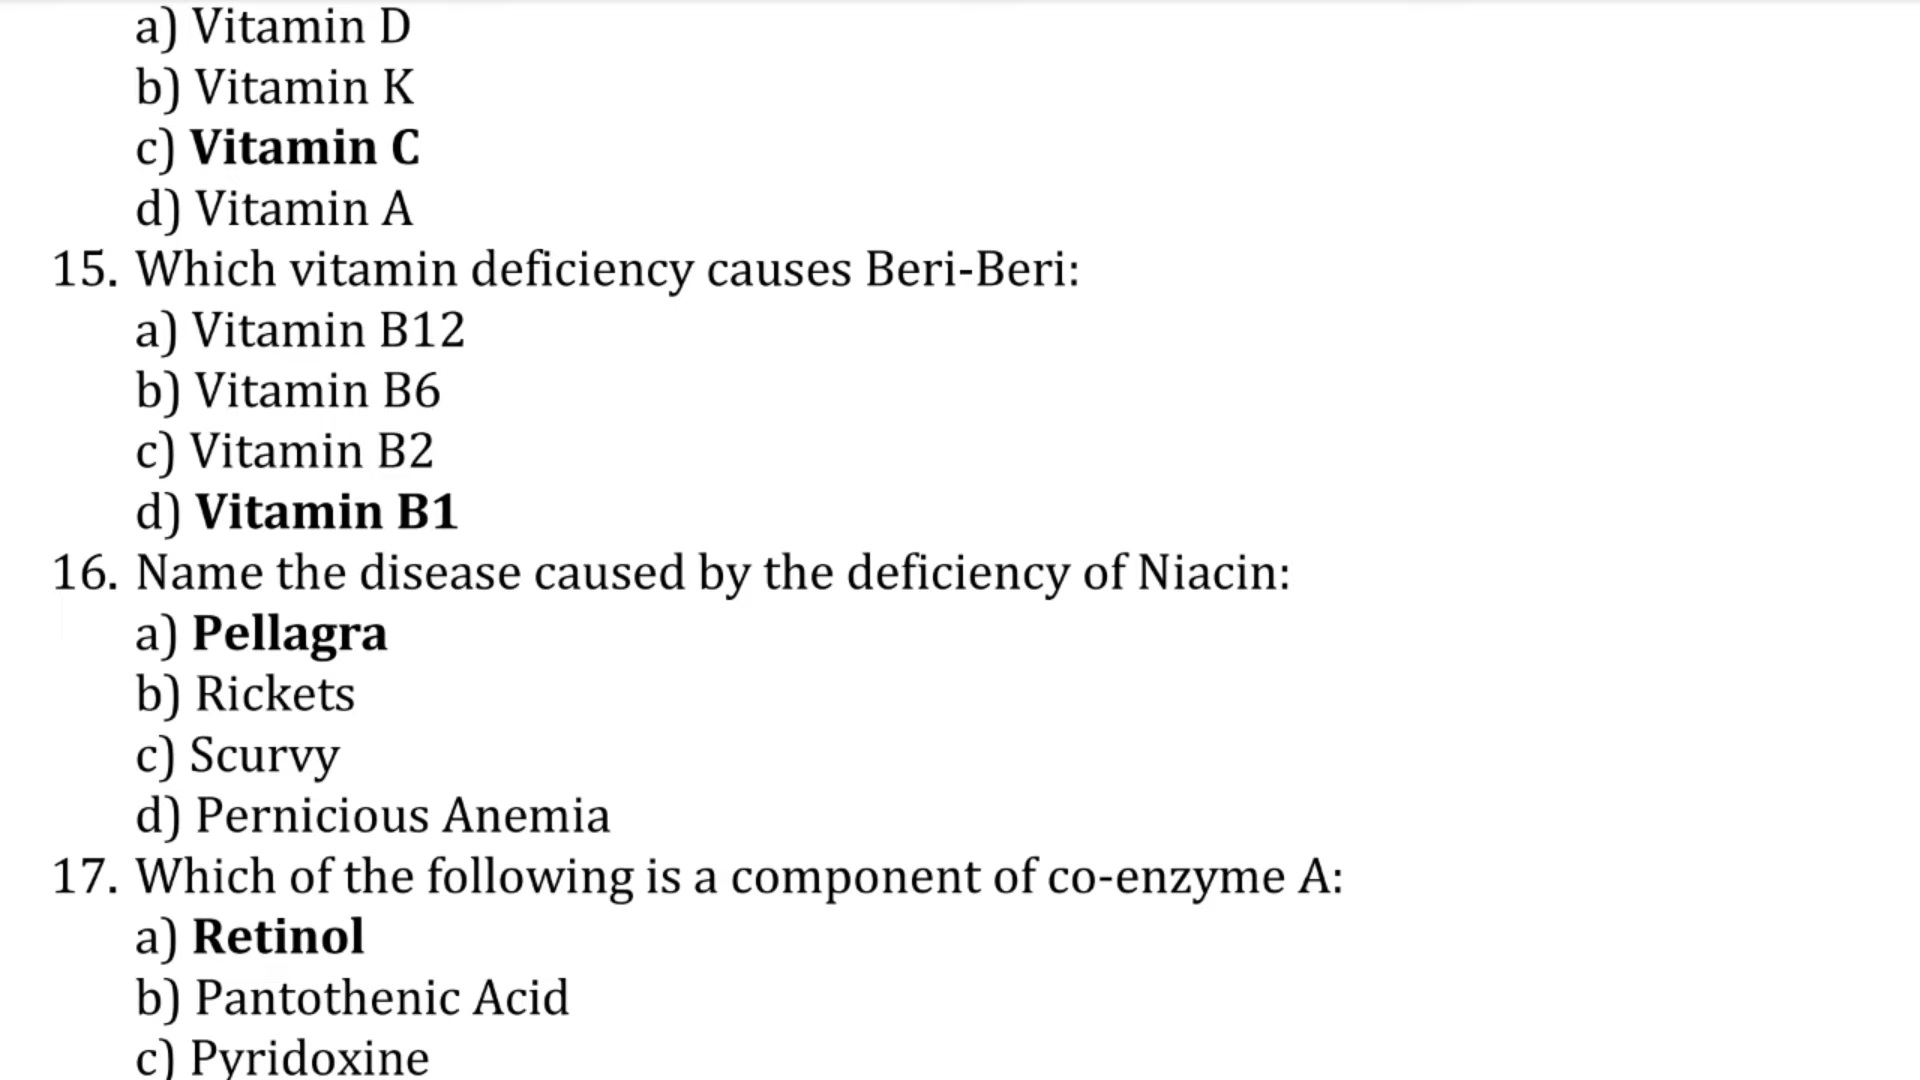 a) Vitamin D
b) Vitamin K
c) Vitamin C
d) Vitamin A
15. Which vitamin deficiency causes Beri-Beri:
a) Vitamin B12
b) Vitamin B6
c) Vitamin B2
d) Vitamin B1
16. Name the disease caused by the deficiency of Niacin:
a) Pellagra
b) Rickets
c) Scurvy
d) Pernicious Anemia
17. Which of the following is a component of co-enzyme A:
a) Retinol
b) Pantothenic Acid
c) Pyridoxine